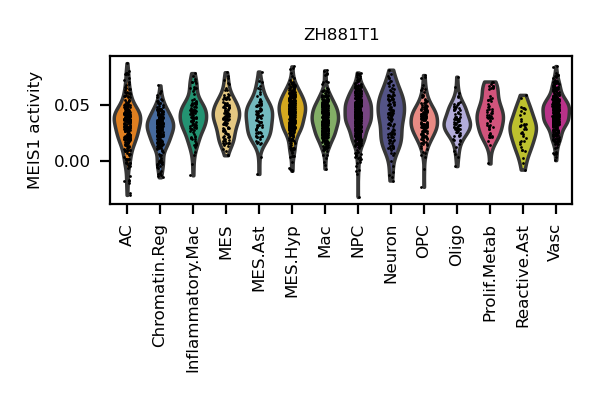 ZH881T1
MEIS1 activity
0.05
0.00
AC
Chromatin.Reg
Inflammatory.Mac
MES
MES.Ast
MES.Hyp
Mac
NPC
Neuron
OPC
Oligo
Prolif.Metab
Reactive.Ast
Vasc